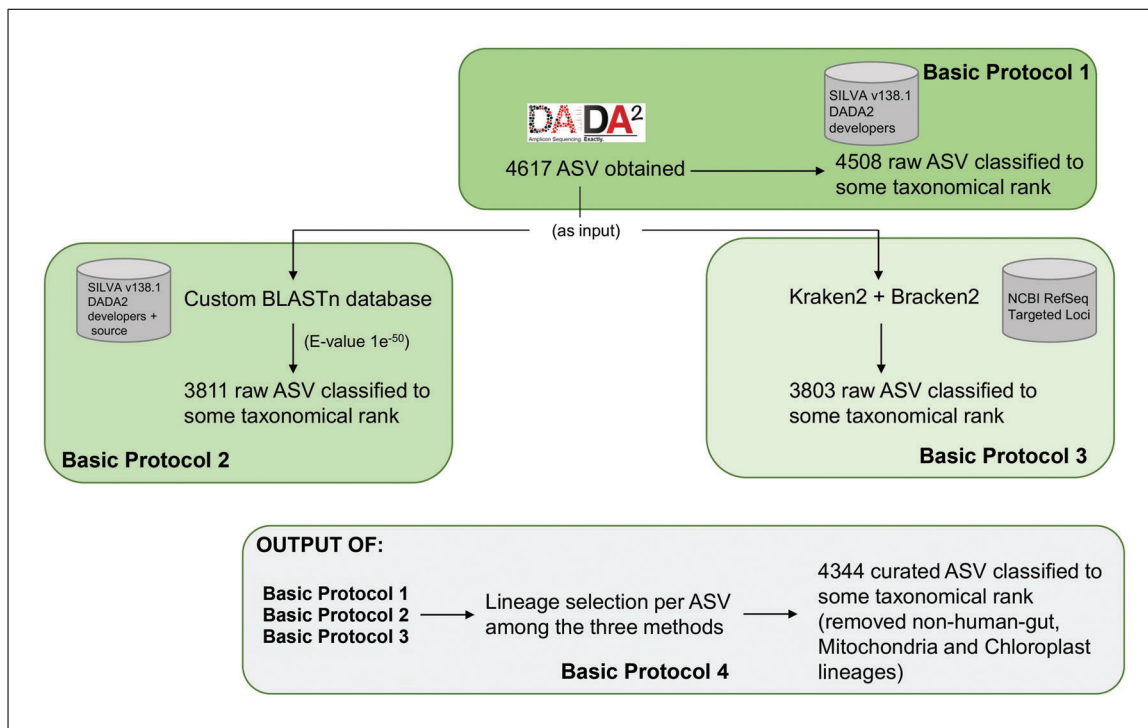 Basic Protocol 1
SILVA v138.1
DADA2
developers
DADA2
Amplicon Sequencing. Exactly.
4617 ASV obtained
4508 raw ASV classified to
some taxonomical rank
(as input)
SILVA v138.1
DADA2
developers +
source
Custom BLASTn database
(E-value 1e-50)
3811 raw ASV classified to
some taxonomical rank
Basic Protocol 2
Kraken2 + Bracken2
NCBI RefSeq
Targeted Loci
3803 raw ASV classified to
some taxonomical rank
Basic Protocol 3
OUTPUT OF:
Basic Protocol 1
Basic Protocol 2
Basic Protocol 3
Lineage selection per ASV
among the three methods
4344 curated ASV classified to
some taxonomical rank
(removed non-human-gut,
Mitochondria and Chloroplast
lineages)
Basic Protocol 4